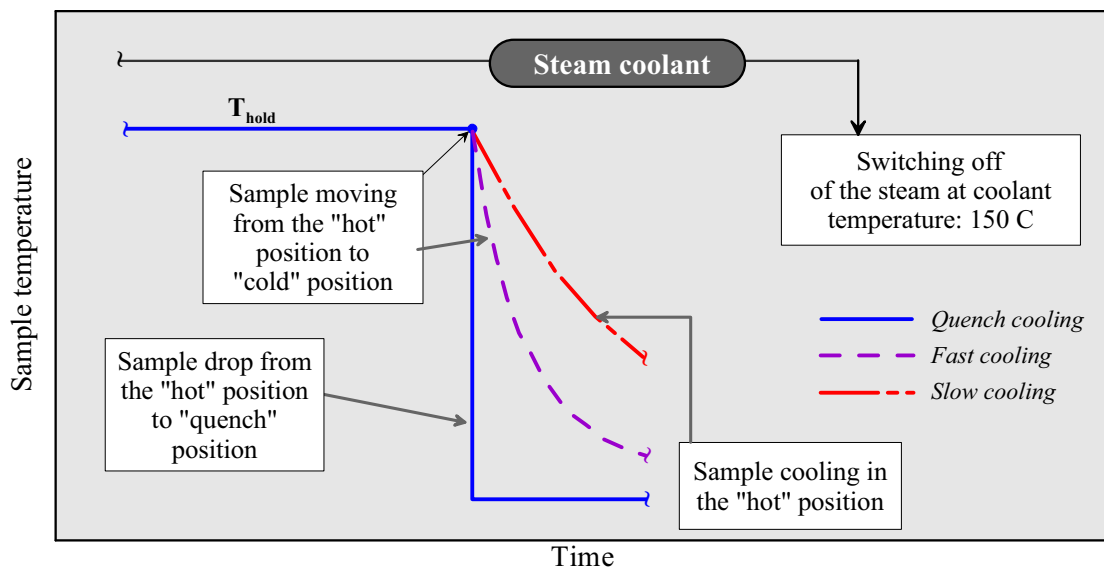 Steam coolant
T_hold
Switching off
of the steam at coolant
temperature: 150 C
Sample moving
from the "hot"
position to
"cold" position
Sample temperature
Quench cooling
Fast cooling
Slow cooling
Sample drop from
the "hot" position
to "quench"
position
Sample cooling in
the "hot" position
Time